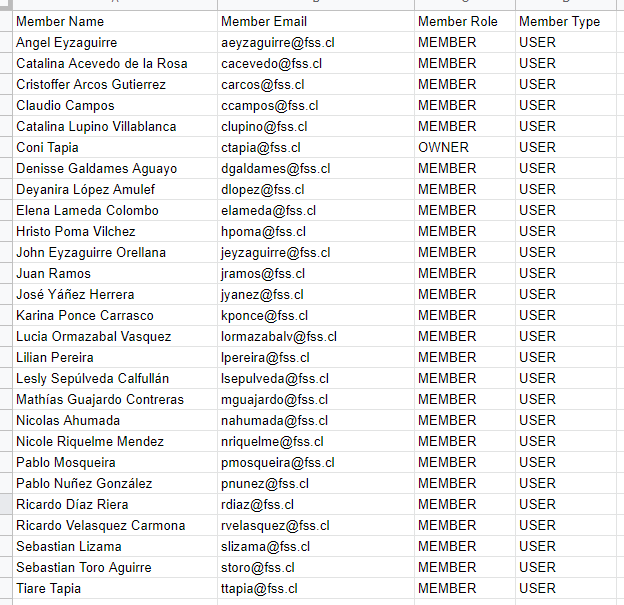 Member Name Member Email Member Role Member Type
Angel Eyzaguirre aeyzaguirre@fss.cl MEMBER USER
Catalina Acevedo de la Rosa cacevedo@fss.cl MEMBER USER
Cristoffer Arcos Gutierrez carcos@fss.cl MEMBER USER
Claudio Campos ccampos@fss.cl MEMBER USER
Catalina Lupino Villablanca clupino@fss.cl MEMBER USER
Coni Tapia ctapia@fss.cl OWNER USER
Denisse Galdames Aguayo dgaldames@fss.cl MEMBER USER
Deyanira López Amulef dlopez@fss.cl MEMBER USER
Elena Lameda Colombo elameda@fss.cl MEMBER USER
Hristo Poma Vilchez hpoma@fss.cl MEMBER USER
John Eyzaguirre Orellana jeyzaguirre@fss.cl MEMBER USER
Juan Ramos jramos@fss.cl MEMBER USER
José Yáñez Herrera jyanez@fss.cl MEMBER USER
Karina Ponce Carrasco kponce@fss.cl MEMBER USER
Lucia Ormazabal Vasquez lormazabalv@fss.cl MEMBER USER
Lilian Pereira lpereira@fss.cl MEMBER USER
Lesly Sepúlveda Calfullán lsepulveda@fss.cl MEMBER USER
Mathías Guajardo Contreras mguajardo@fss.cl MEMBER USER
Nicolas Ahumada nahumada@fss.cl MEMBER USER
Nicole Riquelme Mendez nriquelme@fss.cl MEMBER USER
Pablo Mosqueira pmosqueira@fss.cl MEMBER USER
Pablo Nuñez González pnunez@fss.cl MEMBER USER
Ricardo Díaz Riera rdiaz@fss.cl MEMBER USER
Ricardo Velasquez Carmona rvelasquez@fss.cl MEMBER USER
Sebastian Lizama slizama@fss.cl MEMBER USER
Sebastian Toro Aguirre storo@fss.cl MEMBER USER
Tiare Tapia ttapia@fss.cl MEMBER USER